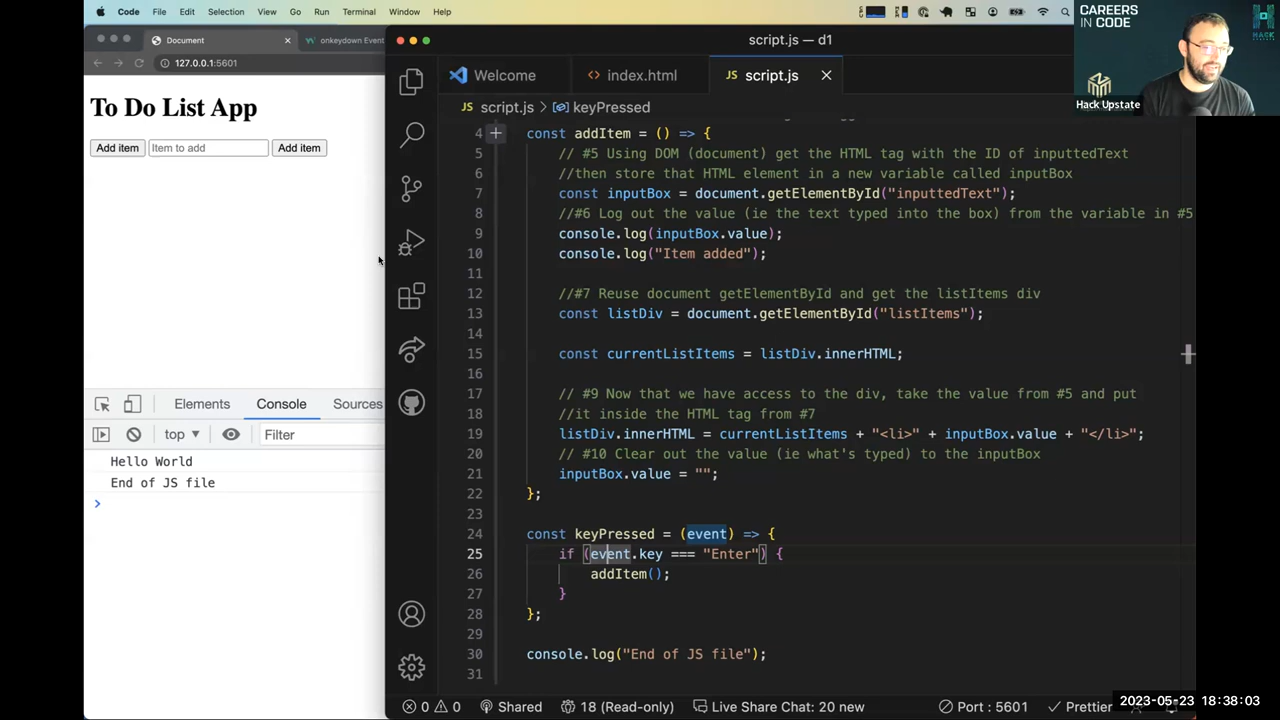 Code File Edit Selection View Go Run Terminal Window Help
CAREERS
IN CODE
HACK
Hack Upstate
Document
onkeydown Event
127.0.0.1:5601
To Do List App
Add item Item to add Add item
Elements Console Sources
top Filter
Hello World
End of JS file
>
script.js — d1
Welcome <> index.html JS script.js
JS script.js > keyPressed
4 const addItem = () => {
5 // #5 Using DOM (document) get the HTML tag with the ID of inputtedText
6 //then store that HTML element in a new variable called inputBox
7 const inputBox = document.getElementById("inputtedText");
8 //#6 Log out the value (ie the text typed into the box) from the variable in #5
9 console.log(inputBox.value);
10 console.log("Item added");
11
12 //#7 Reuse document getElementById and get the listItems div
13 const listDiv = document.getElementById("listItems");
14
15 const currentListItems = listDiv.innerHTML;
16
17 // #9 Now that we have access to the div, take the value from #5 and put
18 //it inside the HTML tag from #7
19 listDiv.innerHTML = currentListItems + "<li>" + inputBox.value + "</li>";
20 // #10 Clear out the value (ie what's typed) to the inputBox
21 inputBox.value = "";
22 };
23
24 const keyPressed = (event) => {
25 if (event.key === "Enter") {
26 addItem();
27 }
28 };
30 console.log("End of JS file");
31
0 0 Shared 18 (Read-only) Live Share Chat: 20 new Port : 5601 Prettier
2023-05-23 18:38:03